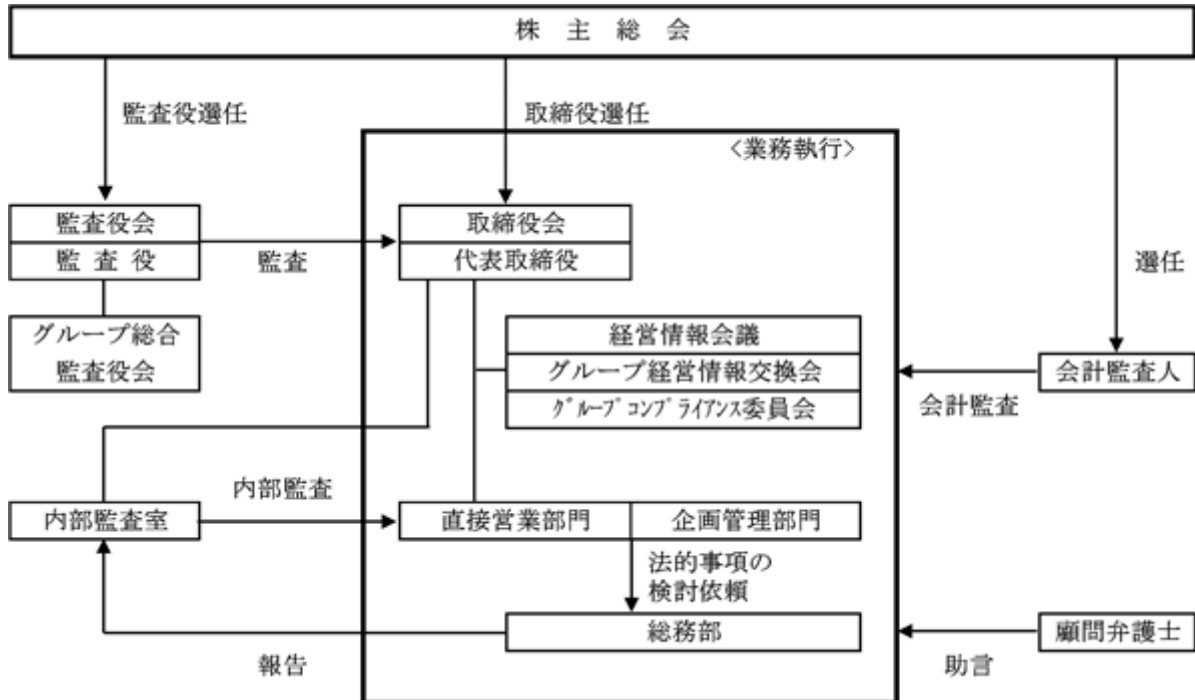 株 主 総 会
監査役選任
取締役選任
<業務執行>
監査役会
監 査 役
監査
取締役会
代表取締役
選任
グループ総合
監査役会
経営情報会議
グループ経営情報交換会
グループコンプライアンス委員会
会計監査人
会計監査
内部監査
内部監査室
直接営業部門
企画管理部門
法的事項の
検討依頼
総務部
顧問弁護士
報告
助言